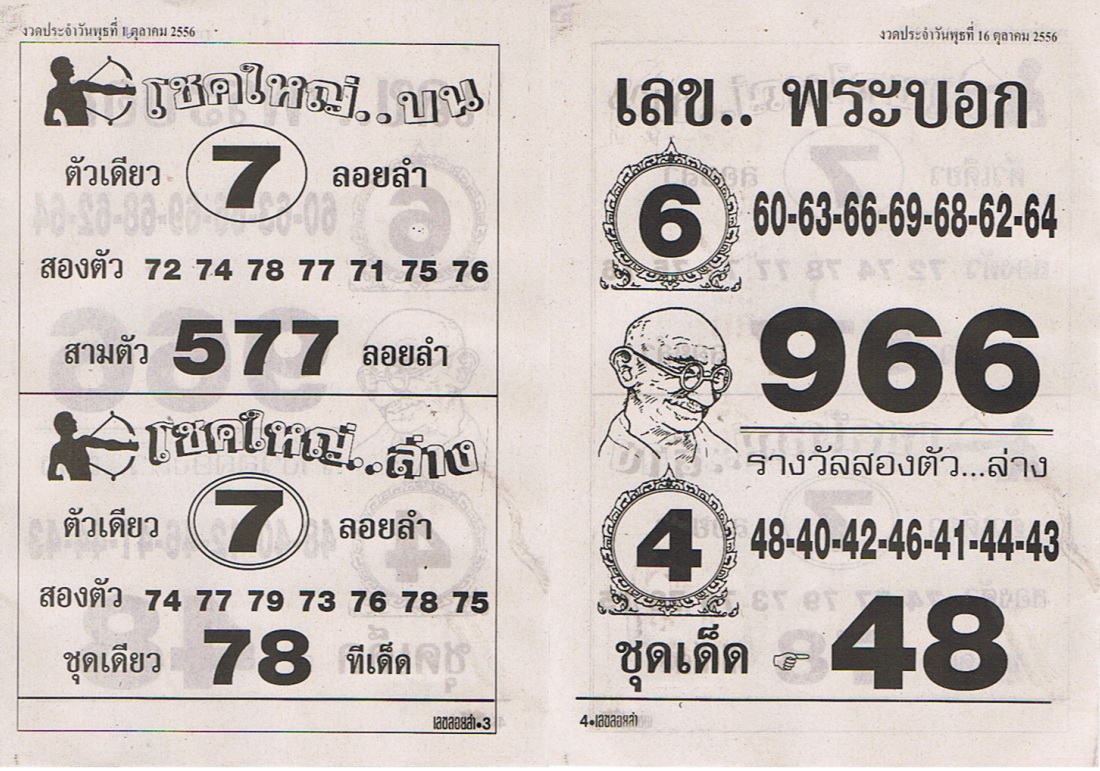 งวดประจำวันพุธที่ 1 ตุลาคม 2556
โชคใหญ่..บน
ตัวเดียว 7 ลอยลำ
สองตัว 72 74 78 77 71 75 76
สามตัว 577 ลอยลำ
โชคใหญ่..ล่าง
ตัวเดียว 7 ลอยลำ
สองตัว 74 77 79 73 76 78 75
ชุดเดียว 78 ทีเด็ด
เลขลอยลำ•3
งวดประจำวันพุธที่ 16 ตุลาคม 2556
เลข.. พระบอก
6 60-63-66-69-68-62-64
966
รางวัลสองตัว...ล่าง
4 48-40-42-46-41-44-43
ชุดเด็ด 48
4•เลขลอยลำ